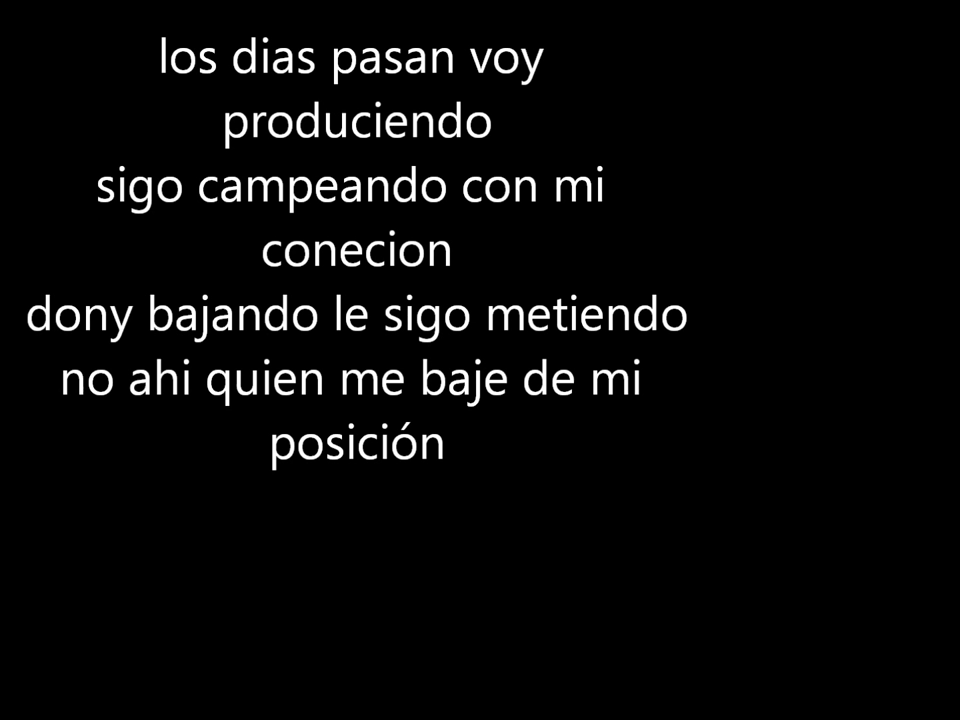 los dias pasan voy
produciendo
sigo campeando con mi
conecion
dony bajando le sigo metiendo
no ahi quien me baje de mi
posición